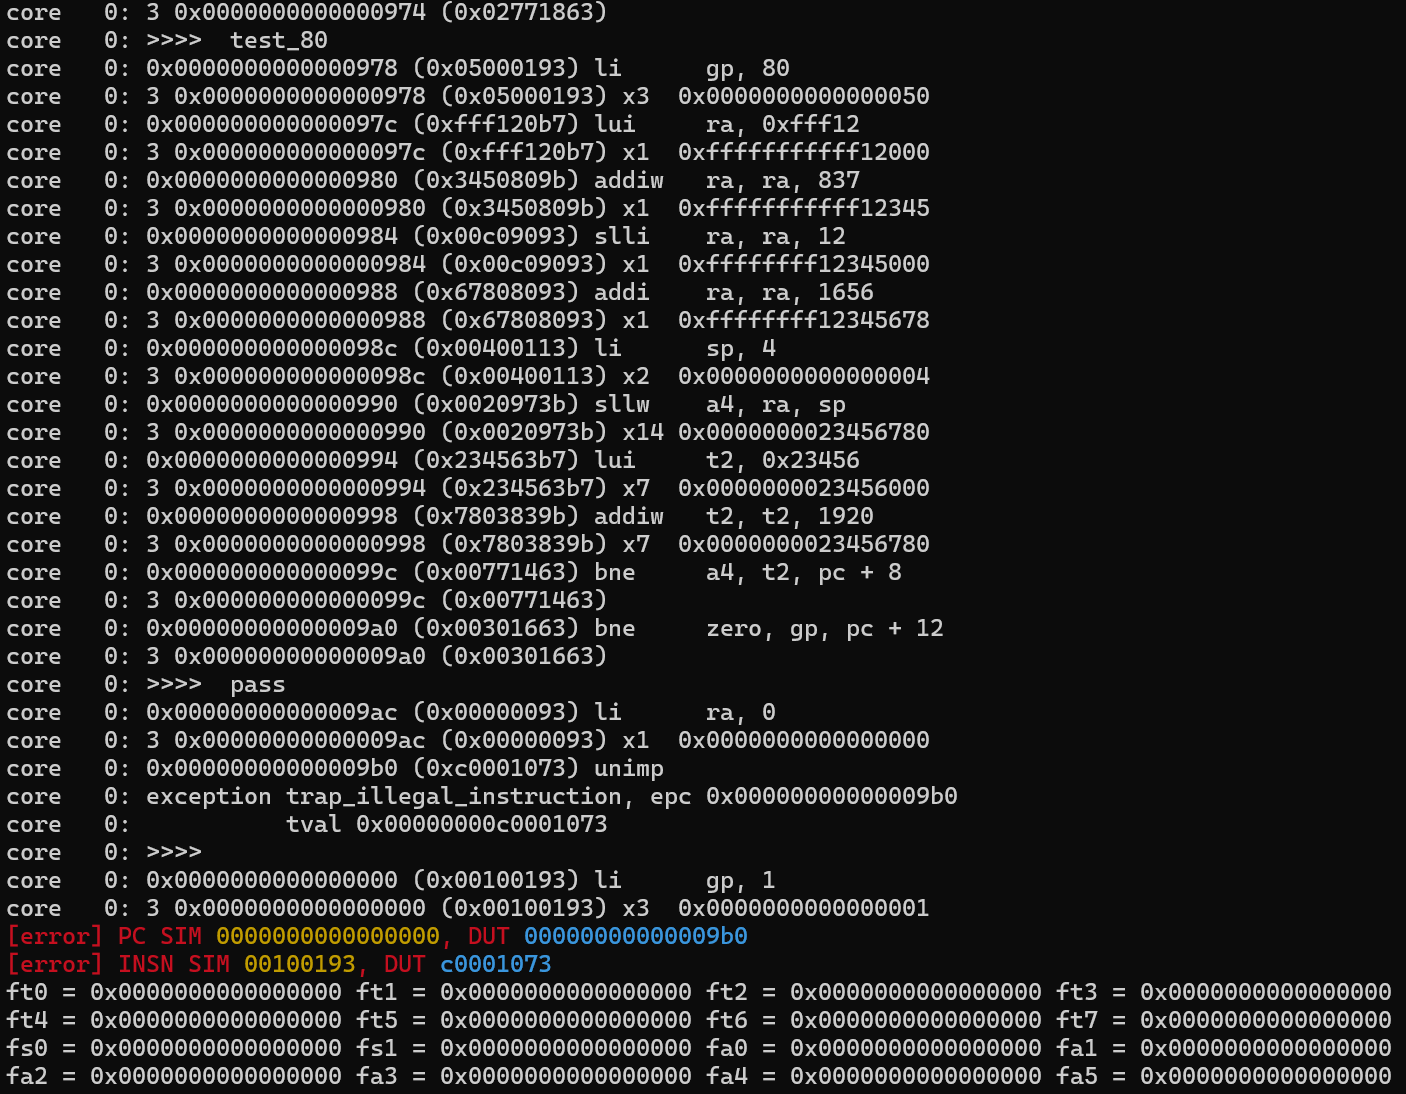 core   0: 3 0x0000000000000974 (0x02771863)
core   0: >>>>  test_80
core   0: 0x0000000000000978 (0x05000193) li      gp, 80
core   0: 3 0x0000000000000978 (0x05000193) x3  0x0000000000000050
core   0: 0x000000000000097c (0xfff120b7) lui     ra, 0xfff12
core   0: 3 0x000000000000097c (0xfff120b7) x1  0xfffffffffff12000
core   0: 0x0000000000000980 (0x3450809b) addiw   ra, ra, 837
core   0: 3 0x0000000000000980 (0x3450809b) x1  0xfffffffffff12345
core   0: 0x0000000000000984 (0x00c09093) slli    ra, ra, 12
core   0: 3 0x0000000000000984 (0x00c09093) x1  0xffffffff12345000
core   0: 0x0000000000000988 (0x67808093) addi    ra, ra, 1656
core   0: 3 0x0000000000000988 (0x67808093) x1  0xffffffff12345678
core   0: 0x000000000000098c (0x00400113) li      sp, 4
core   0: 3 0x000000000000098c (0x00400113) x2  0x0000000000000004
core   0: 0x0000000000000990 (0x0020973b) sllw    a4, ra, sp
core   0: 3 0x0000000000000990 (0x0020973b) x14 0x0000000023456780
core   0: 0x0000000000000994 (0x234563b7) lui     t2, 0x23456
core   0: 3 0x0000000000000994 (0x234563b7) x7  0x0000000023456000
core   0: 0x0000000000000998 (0x7803839b) addiw   t2, t2, 1920
core   0: 3 0x0000000000000998 (0x7803839b) x7  0x0000000023456780
core   0: 0x000000000000099c (0x00771463) bne     a4, t2, pc + 8
core   0: 3 0x000000000000099c (0x00771463)
core   0: 0x00000000000009a0 (0x00301663) bne     zero, gp, pc + 12
core   0: 3 0x00000000000009a0 (0x00301663)
core   0: >>>>  pass
core   0: 0x00000000000009ac (0x00000093) li      ra, 0
core   0: 3 0x00000000000009ac (0x00000093) x1  0x0000000000000000
core   0: 0x00000000000009b0 (0xc0001073) unimp
core   0: exception trap_illegal_instruction, epc 0x00000000000009b0
core   0:           tval 0x00000000c0001073
core   0: >>>>
core   0: 0x0000000000000000 (0x00100193) li      gp, 1
core   0: 3 0x0000000000000000 (0x00100193) x3  0x0000000000000001
[error] PC SIM 0000000000000000, DUT 00000000000009b0
[error] INSN SIM 00100193, DUT c0001073
ft0 = 0x0000000000000000 ft1 = 0x0000000000000000 ft2 = 0x0000000000000000 ft3 = 0x0000000000000000
ft4 = 0x0000000000000000 ft5 = 0x0000000000000000 ft6 = 0x0000000000000000 ft7 = 0x0000000000000000
fs0 = 0x0000000000000000 fs1 = 0x0000000000000000 fa0 = 0x0000000000000000 fa1 = 0x0000000000000000
fa2 = 0x0000000000000000 fa3 = 0x0000000000000000 fa4 = 0x0000000000000000 fa5 = 0x0000000000000000